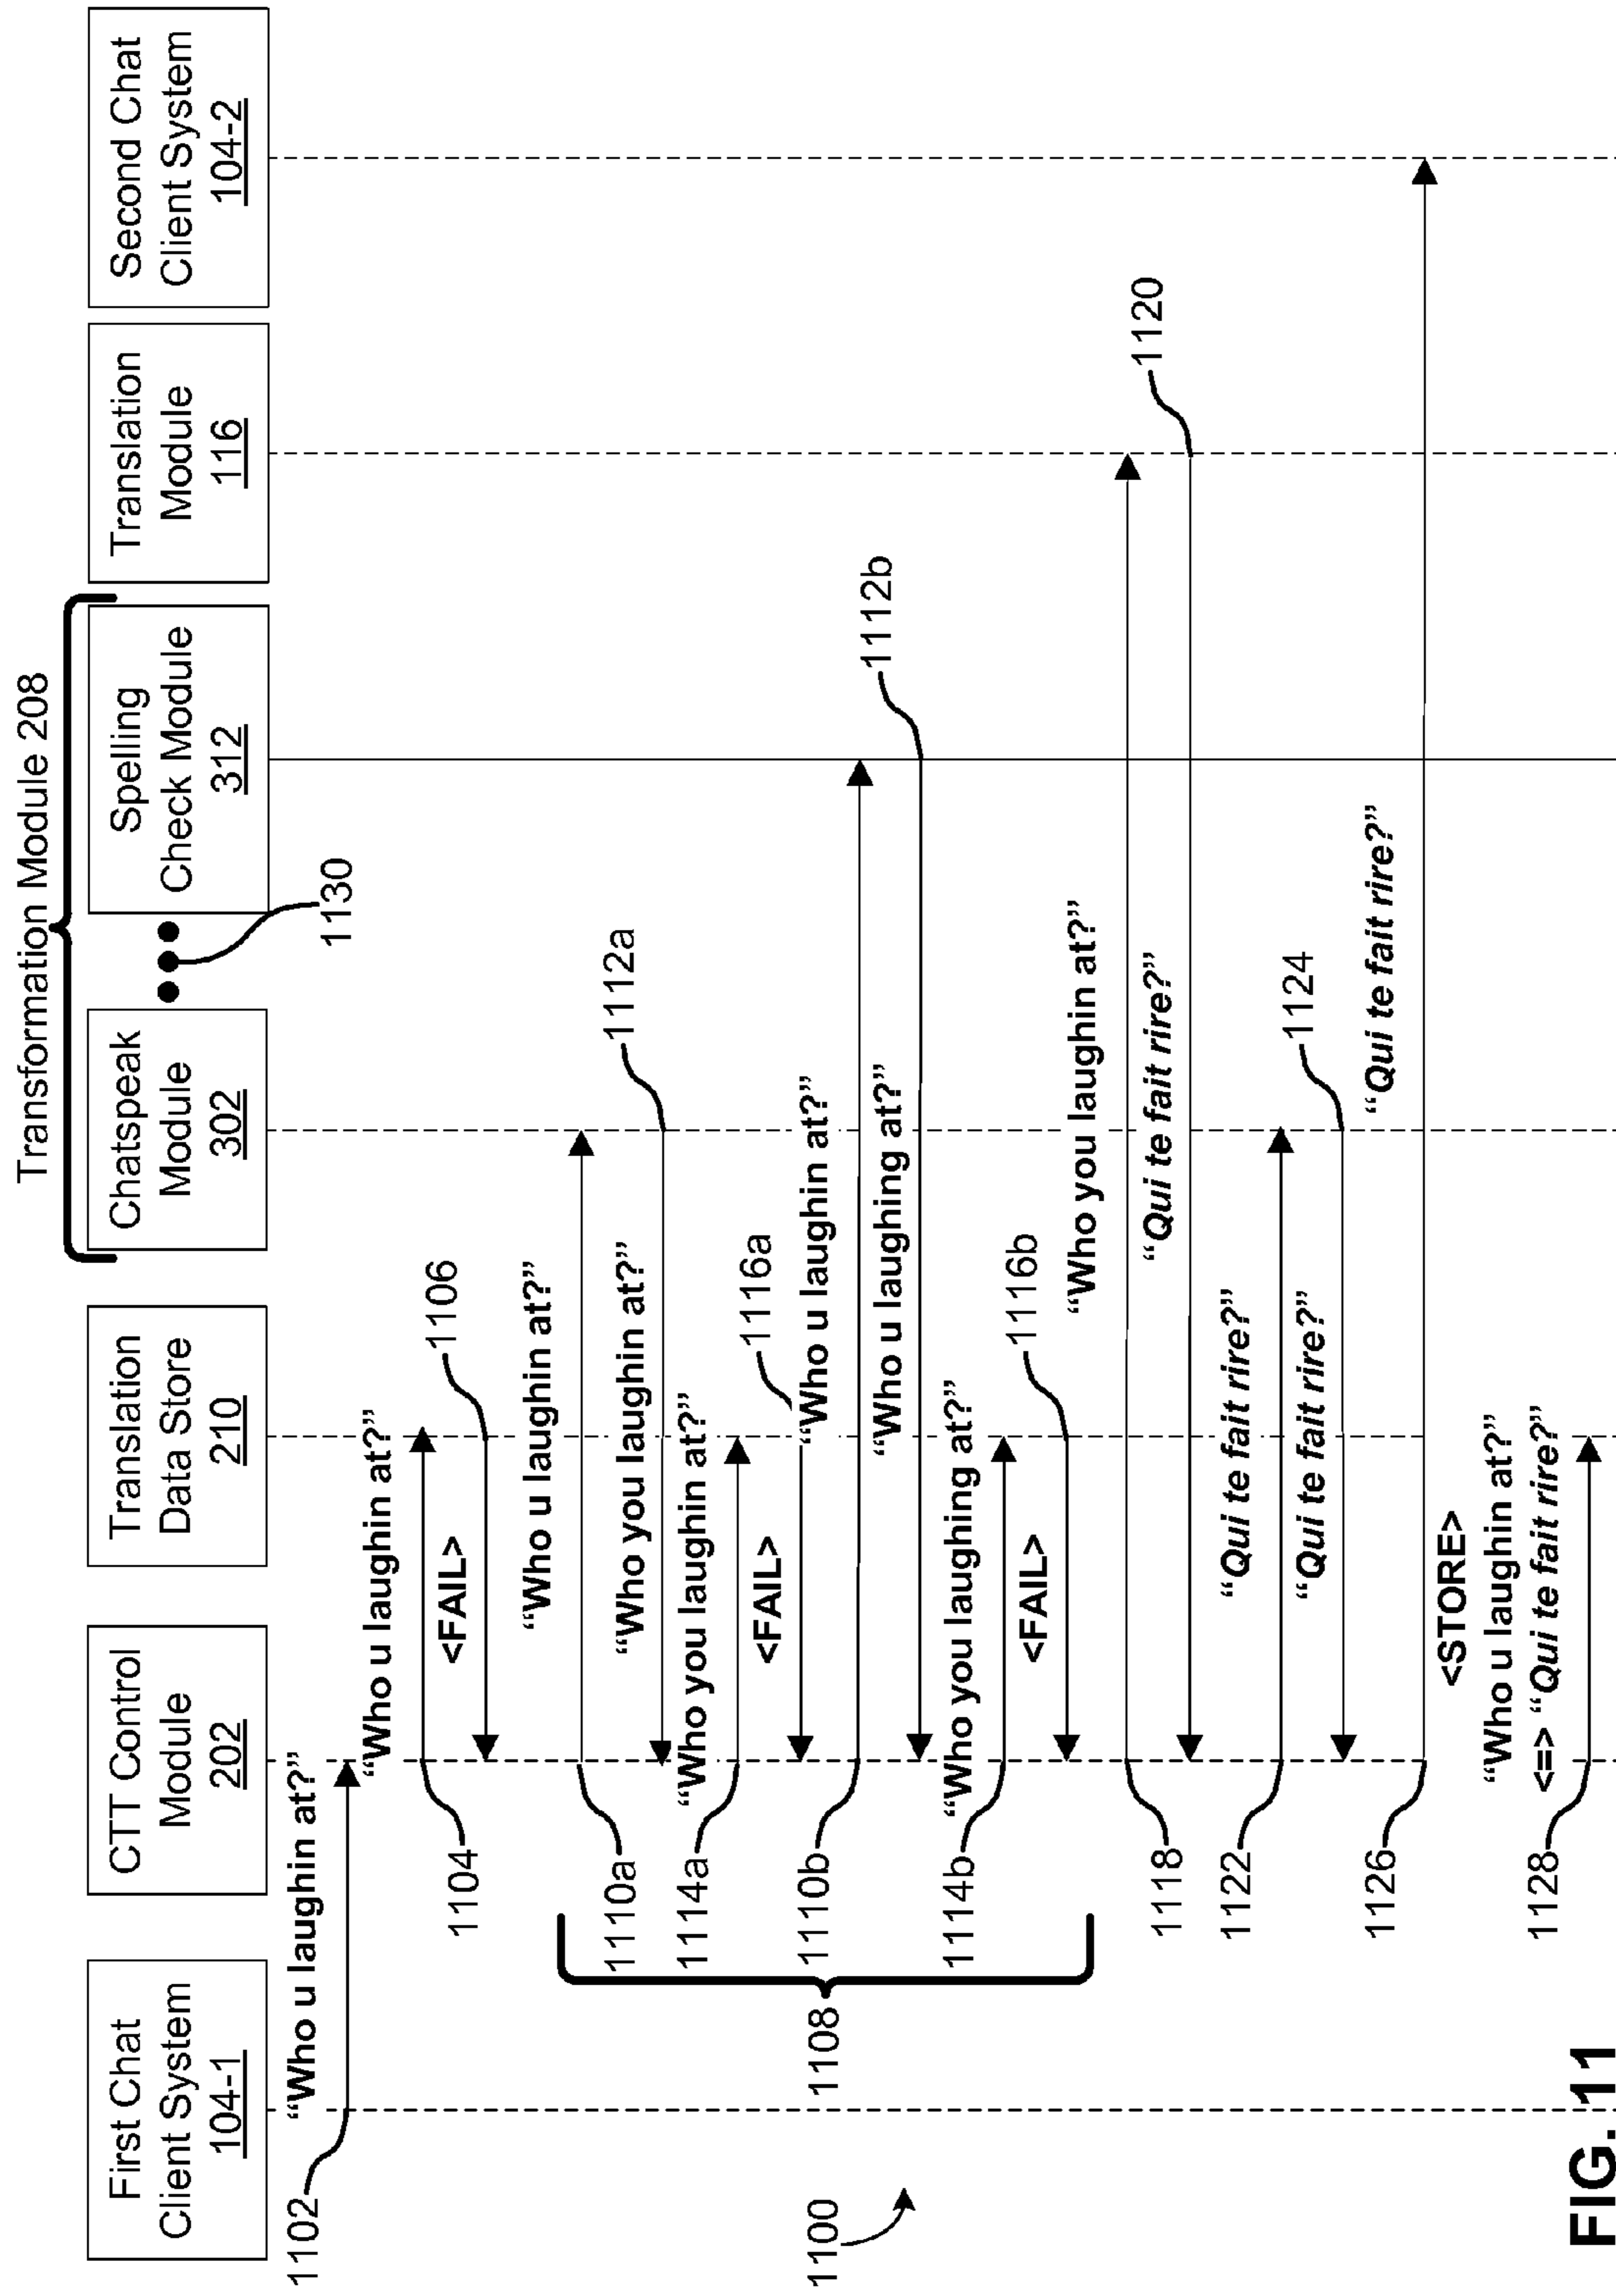 Transformation Module 208
First Chat
Client System
104-1
CTT Control
Module
202
Translation
Data Store
210
Chatspeak
Module
302
1130
Spelling
Check Module
312
Translation
Module
116
Second Chat
Client System
104-2
1102
“Who u laughin at?”
“Who u laughin at?”
1104
<FAIL>
1106
“Who u laughin at?”
1110a
“Who you laughin at?”
1112a
“Who you laughin at?”
1114a
<FAIL>
1116a
“Who u laughin at?”
1110b
“Who u laughing at?”
1112b
“Who you laughing at?”
1114b
<FAIL>
1116b
1108
“Who you laughin at?”
1118
“Qui te fait rire?”
1120
“Qui te fait rire?”
1122
“Qui te fait rire?”
1124
“Qui te fait rire?”
1126
<STORE>
“Who u laughin at?”
<=> “Qui te fait rire?”
1128
1100
FIG. 11